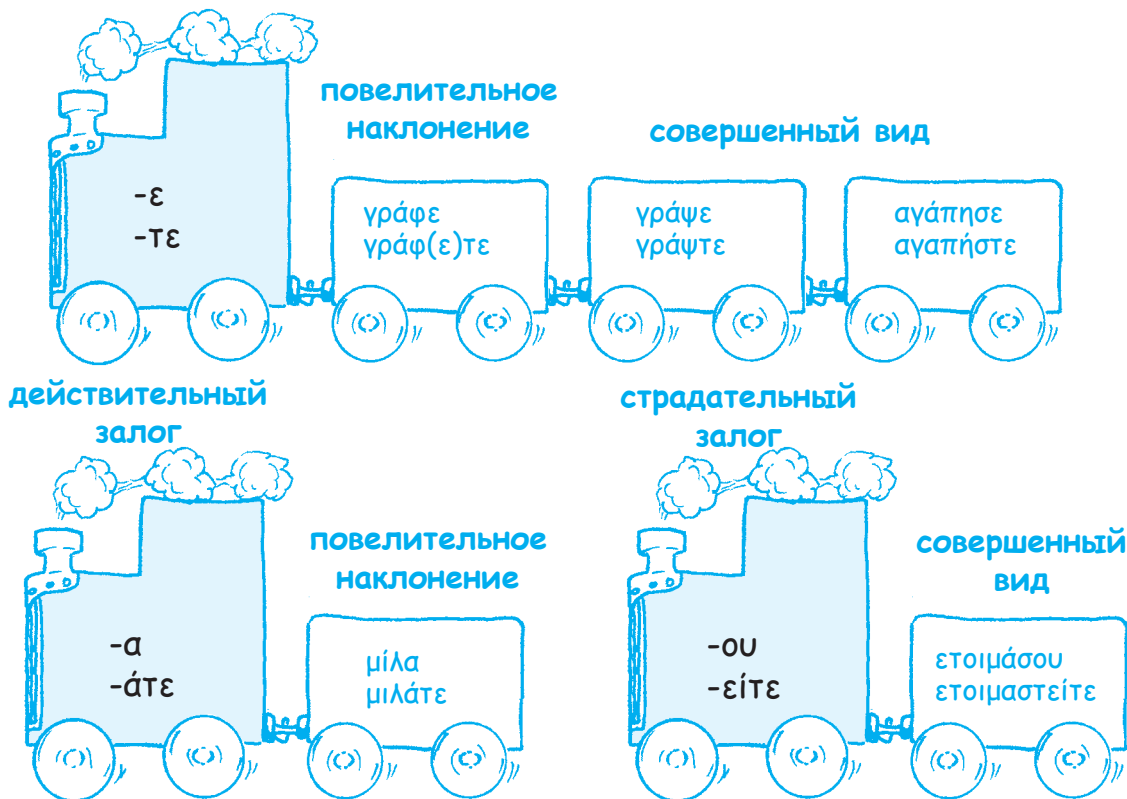 повелительное
наклонение
совершенный вид
-ε
-τε
γράφε
γράφ(ε)τε
γράψε
γράψτε
αγάπησε
αγαπήστε
действительный
залог
страдательный
залог
повелительное
наклонение
-α
-άτε
μίλα
μιλάτε
совершенный
вид
-ου
-είτε
ετοιμάσου
ετοιμαστείτε